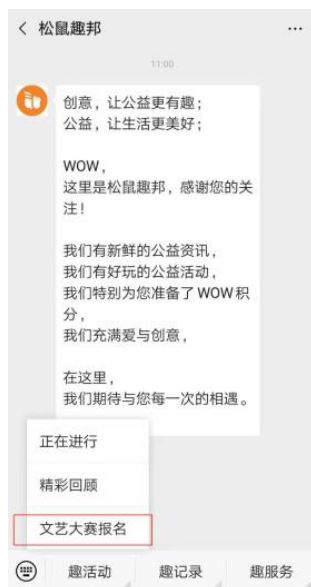 松鼠趣邦
11:00
创意，让公益更有趣；
公益，让生活更美好；
WOW，
这里是松鼠趣邦，感谢您的关
注！
我们有新鲜的公益资讯，
我们有好玩的公益活动，
我们特别为您准备了WOW积
分，
我们充满爱与创意，
在这里，
我们期待与您每一次的相遇。
正在进行
精彩回顾
文艺大赛报名
趣活动 趣记录 趣服务